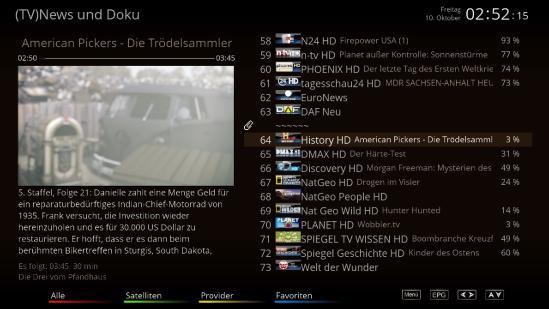 (TV)News und Doku
Freitag
10. Oktober
02:52:15
American Pickers - Die Trödelsammler
02:50
03:45
5. Staffel, Folge 21: Danielle zahlt eine Menge Geld für
ein reparaturbedürftiges Indian-Chief-Motorrad von
1935. Frank versucht, die Investition wieder
hereinzuholen und es für 30.000 US Dollar zu
restaurieren. Er hofft, dass er es dann beim
berühmten Bikertreffen in Sturgis, South Dakota,
Es folgt: 03:45 30 min
Die Drei vom Pfandhaus
58 N24 HD Firepower USA (1) 93 %
59 n-tv HD Planet außer Kontrolle: Sonnenstürme 77 %
60 PHOENIX HD Der letzte Tag des Ersten Weltkrie 74 %
61 tagesschau24 HD MDR SACHSEN-ANHALT HEU 73 %
62 EuroNews
63 DAF Neu
~~~~~~
64 History HD American Pickers - Die Trödelsamml 3 %
65 DMAX HD Der Härte-Test 31 %
66 Discovery HD Morgan Freeman: Mysterien des 49 %
67 NatGeo HD Drogen im Visier 24 %
68 NatGeo People HD
69 Nat Geo Wild HD Hunter Hunted 14 %
70 PLANET HD Wobbler.tv 3 %
71 SPIEGEL TV WISSEN HD Boombranche Kreuzf 49 %
72 Spiegel Geschichte HD Kinder des Ostens 60 %
73 Welt der Wunder
Alle Satelliten Provider Favoriten
Menü EPG